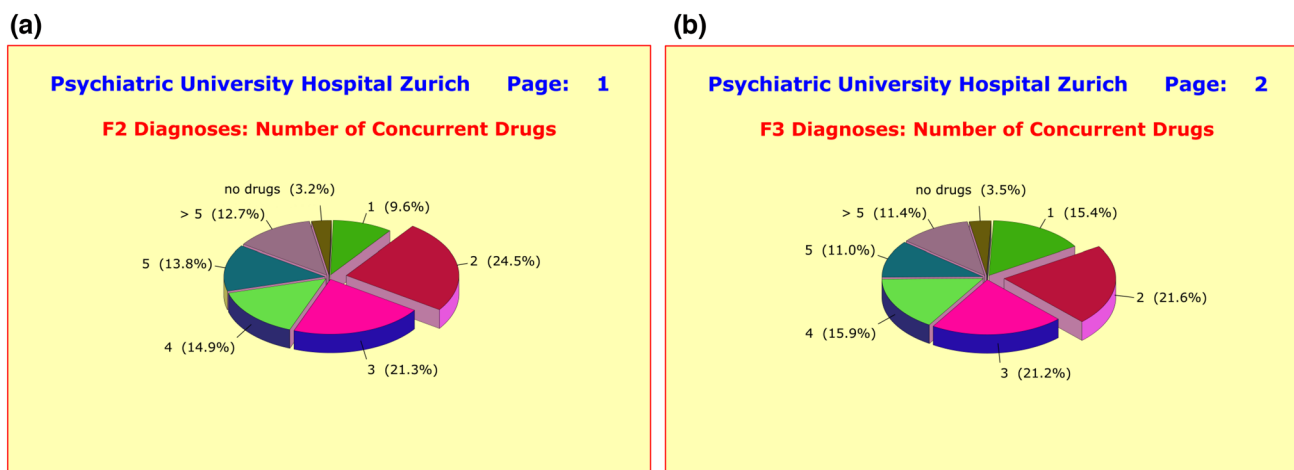 (a)
Psychiatric University Hospital Zurich Page: 1
F2 Diagnoses: Number of Concurrent Drugs
no drugs (3.2%)
1 (9.6%)
> 5 (12.7%)
5 (13.8%)
2 (24.5%)
4 (14.9%)
3 (21.3%)
(b)
Psychiatric University Hospital Zurich Page: 2
F3 Diagnoses: Number of Concurrent Drugs
no drugs (3.5%)
1 (15.4%)
> 5 (11.4%)
5 (11.0%)
2 (21.6%)
4 (15.9%)
3 (21.2%)